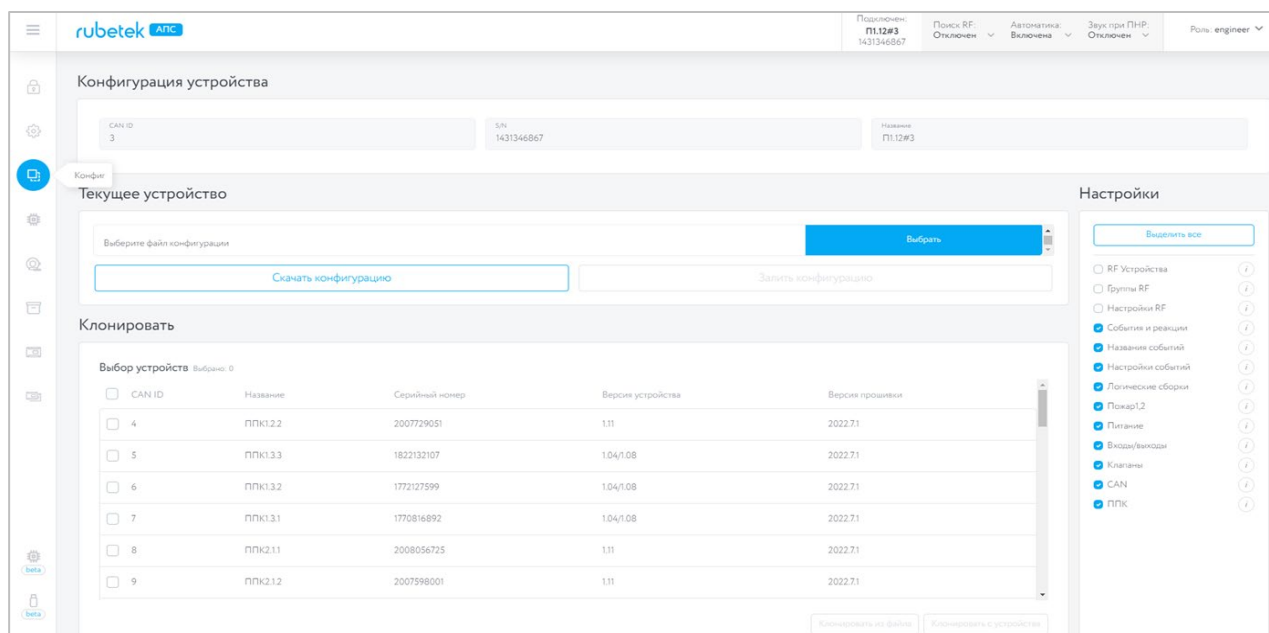 rubetek АПС
Подключен:
П1.12#3
1431346867
Поиск RF:
Отключен
Автоматика:
Включена
Звук при ПНР:
Отключен
Роль: engineer
Конфигурация устройства
CAN ID
3
S/N
1431346867
Название
П1.12#3
Конфиг
Текущее устройство
Выберите файл конфигурации
Выбрать
Скачать конфигурацию
Залить конфигурацию
Клонировать
Выбор устройств Выбрано: 0
CAN ID Название Серийный номер Версия устройства Версия прошивки
4 ППК1.2.2 2007729051 1.11 2022.7.1
5 ППК1.3.3 1822132107 1.04/1.08 2022.7.1
6 ППК1.3.2 1772127599 1.04/1.08 2022.7.1
7 ППК1.3.1 1770816892 1.04/1.08 2022.7.1
8 ППК2.1.1 2008056725 1.11 2022.7.1
9 ППК2.1.2 2007598001 1.11 2022.7.1
Клонировать из файла
Клонировать с устройства
Настройки
Выделить все
RF Устройства
Группы RF
Настройки RF
События и реакции
Названия событий
Настройки событий
Логические сборки
Пожар1,2
Питание
Входы/выходы
Клапаны
CAN
ППК
beta
beta